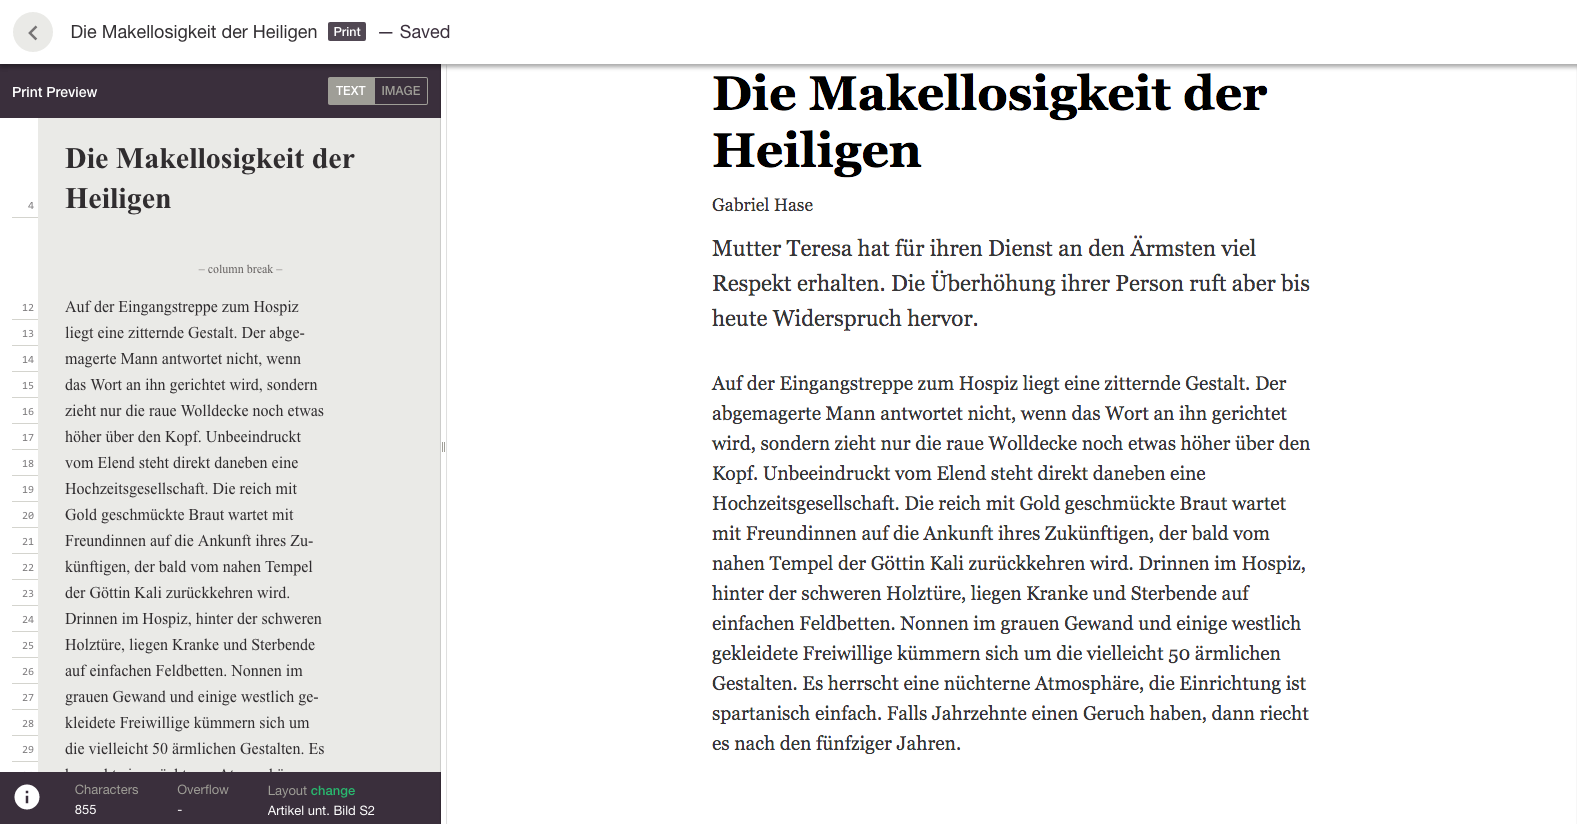 Die Makellosigkeit der Heiligen Print — Saved
Print Preview
TEXT IMAGE
Die Makellosigkeit der
4 Heiligen
– column break –
12 Auf der Eingangstreppe zum Hospiz
13 liegt eine zitternde Gestalt. Der abge-
14 magerte Mann antwortet nicht, wenn
15 das Wort an ihn gerichtet wird, sondern
16 zieht nur die raue Wolldecke noch etwas
17 höher über den Kopf. Unbeeindruckt
18 vom Elend steht direkt daneben eine
19 Hochzeitsgesellschaft. Die reich mit
20 Gold geschmückte Braut wartet mit
21 Freundinnen auf die Ankunft ihres Zu-
22 künftigen, der bald vom nahen Tempel
23 der Göttin Kali zurückkehren wird.
24 Drinnen im Hospiz, hinter der schweren
25 Holztüre, liegen Kranke und Sterbende
26 auf einfachen Feldbetten. Nonnen im
27 grauen Gewand und einige westlich ge-
28 kleidete Freiwillige kümmern sich um
29 die vielleicht 50 ärmlichen Gestalten. Es
Characters
855
Overflow
-
Layout change
Artikel unt. Bild S2
Die Makellosigkeit der
Heiligen
Gabriel Hase
Mutter Teresa hat für ihren Dienst an den Ärmsten viel
Respekt erhalten. Die Überhöhung ihrer Person ruft aber bis
heute Widerspruch hervor.
Auf der Eingangstreppe zum Hospiz liegt eine zitternde Gestalt. Der
abgemagerte Mann antwortet nicht, wenn das Wort an ihn gerichtet
wird, sondern zieht nur die raue Wolldecke noch etwas höher über den
Kopf. Unbeeindruckt vom Elend steht direkt daneben eine
Hochzeitsgesellschaft. Die reich mit Gold geschmückte Braut wartet
mit Freundinnen auf die Ankunft ihres Zukünftigen, der bald vom
nahen Tempel der Göttin Kali zurückkehren wird. Drinnen im Hospiz,
hinter der schweren Holztüre, liegen Kranke und Sterbende auf
einfachen Feldbetten. Nonnen im grauen Gewand und einige westlich
gekleidete Freiwillige kümmern sich um die vielleicht 50 ärmlichen
Gestalten. Es herrscht eine nüchterne Atmosphäre, die Einrichtung ist
spartanisch einfach. Falls Jahrzehnte einen Geruch haben, dann riecht
es nach den fünfziger Jahren.